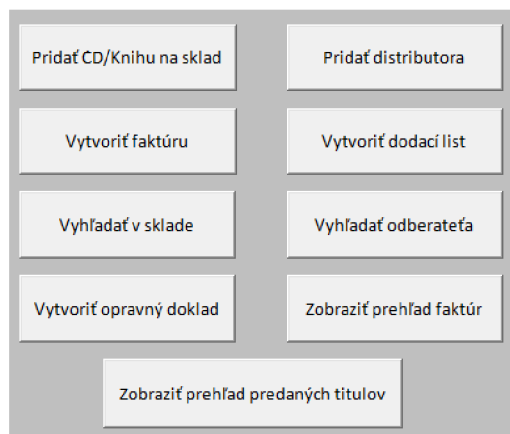 Pridať CD/Knihu na sklad
Pridať distributora
Vytvoriť faktúru
Vytvoriť dodací list
Vyhľadať v sklade
Vyhľadať odberateťa
Vytvoriť opravný doklad
Zobraziť prehľad faktúr
Zobraziť prehľad predaných titulov